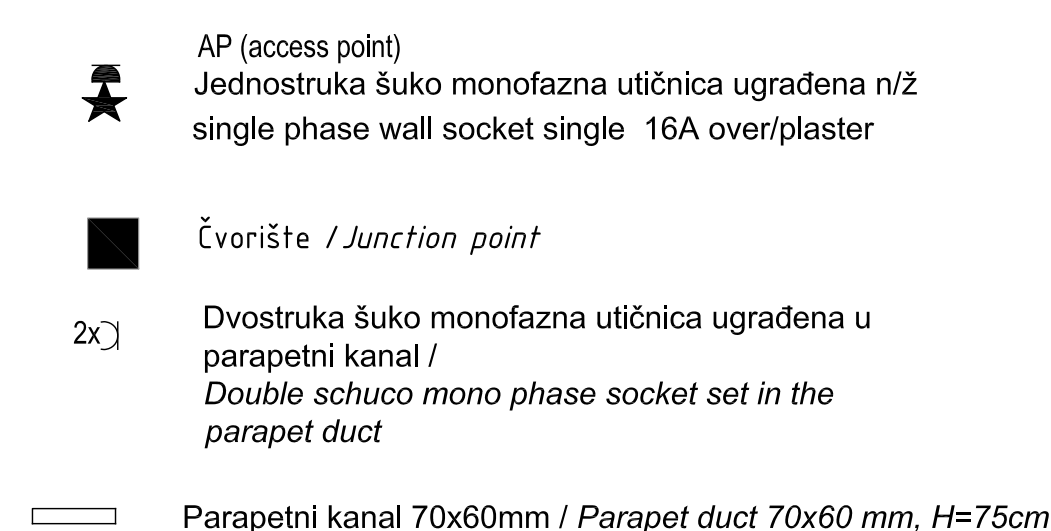 AP (access point)
Jednostruka šuko monofazna utičnica ugrađena n/ž
single phase wall socket single 16A over/plaster
Čvorište / Junction point
2x
Dvostruka šuko monofazna utičnica ugrađena u
parapetni kanal /
Double schuco mono phase socket set in the
parapet duct
Parapetni kanal 70x60mm / Parapet duct 70x60 mm, H=75cm